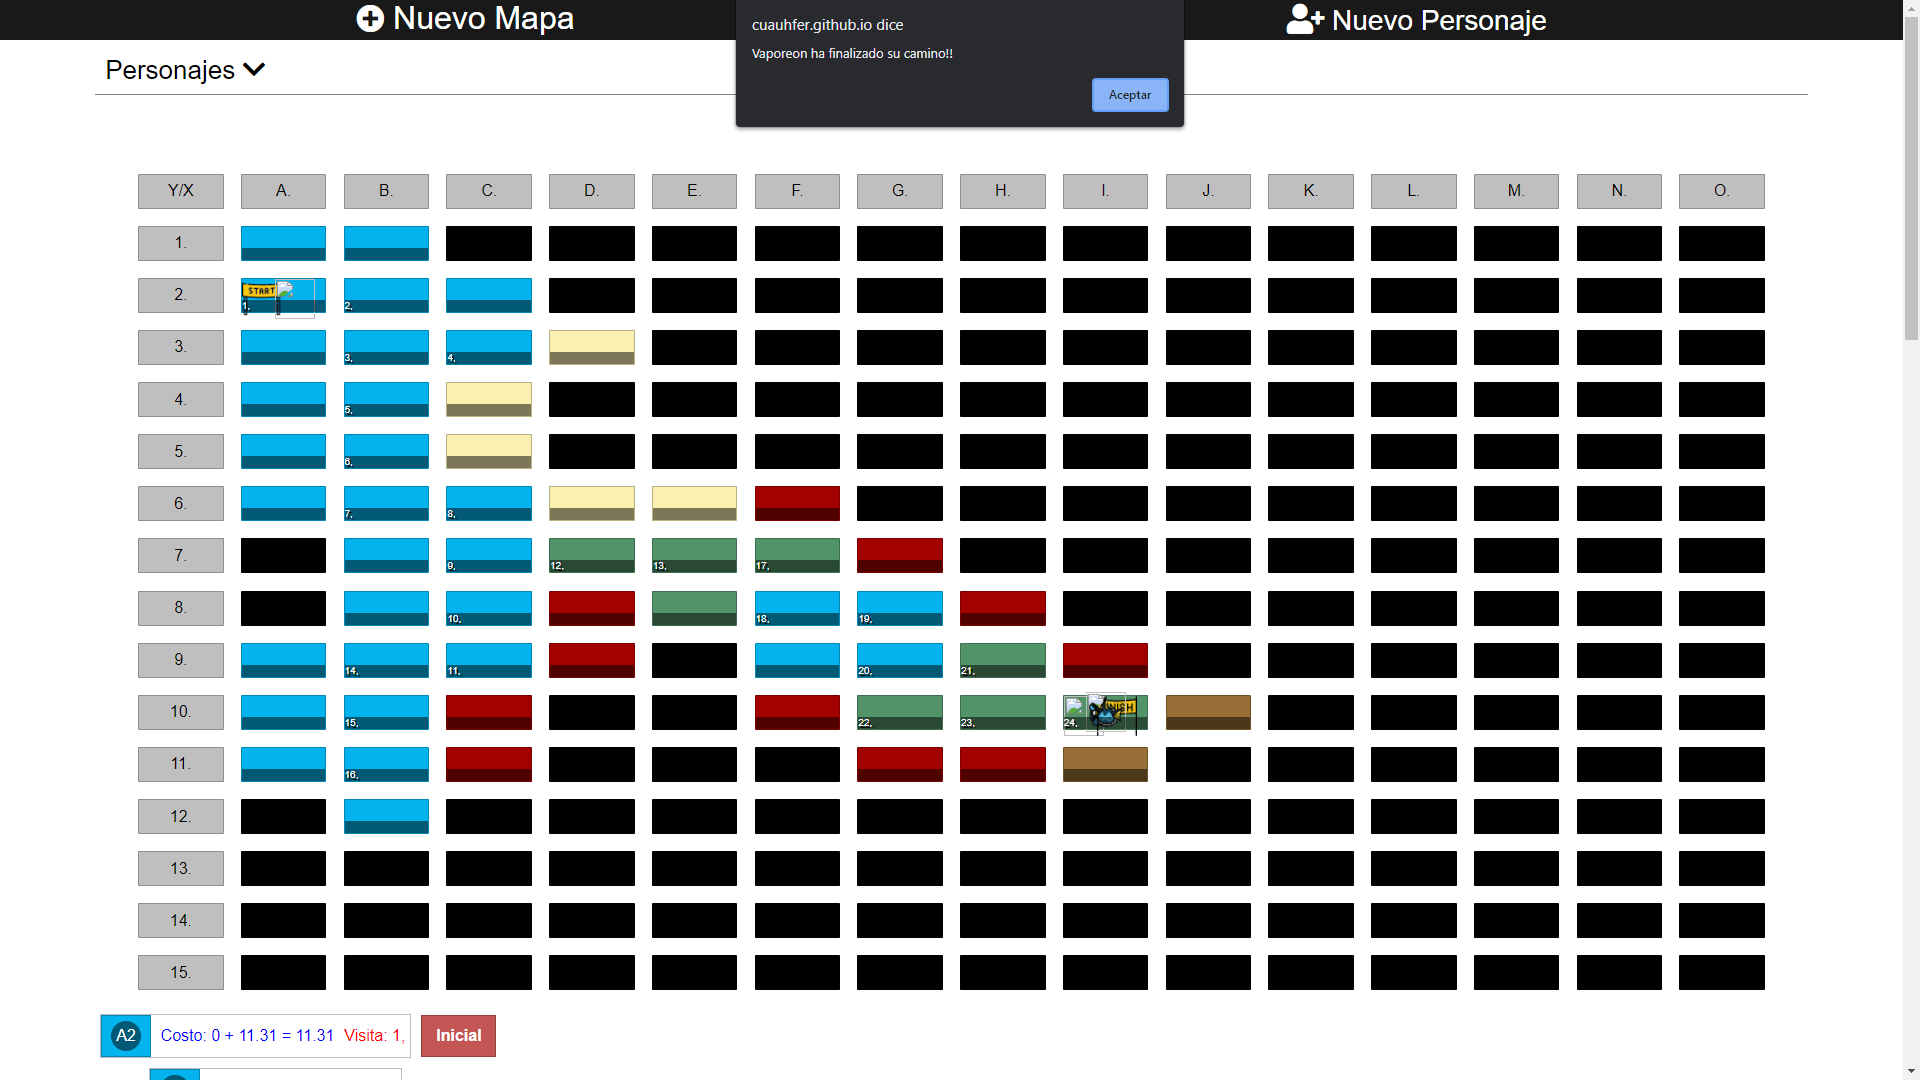 Nuevo Mapa
Nuevo Personaje
cuauhfer.github.io dice
Vaporeon ha finalizado su camino!!
Aceptar
Personajes
Y/X A. B. C. D. E. F. G. H. I. J. K. L. M. N. O.
1.
2. START 1, 2,
3. 3, 4,
4. 5,
5. 6,
6. 7, 8,
7. 9, 12, 13, 17,
8. 10, 18, 19,
9. 14, 11, 20, 21,
10. 15, 22, 23, 24,
11. 16,
12.
13.
14.
15.
A2 Costo: 0 + 11.31 = 11.31 Visita: 1, Inicial